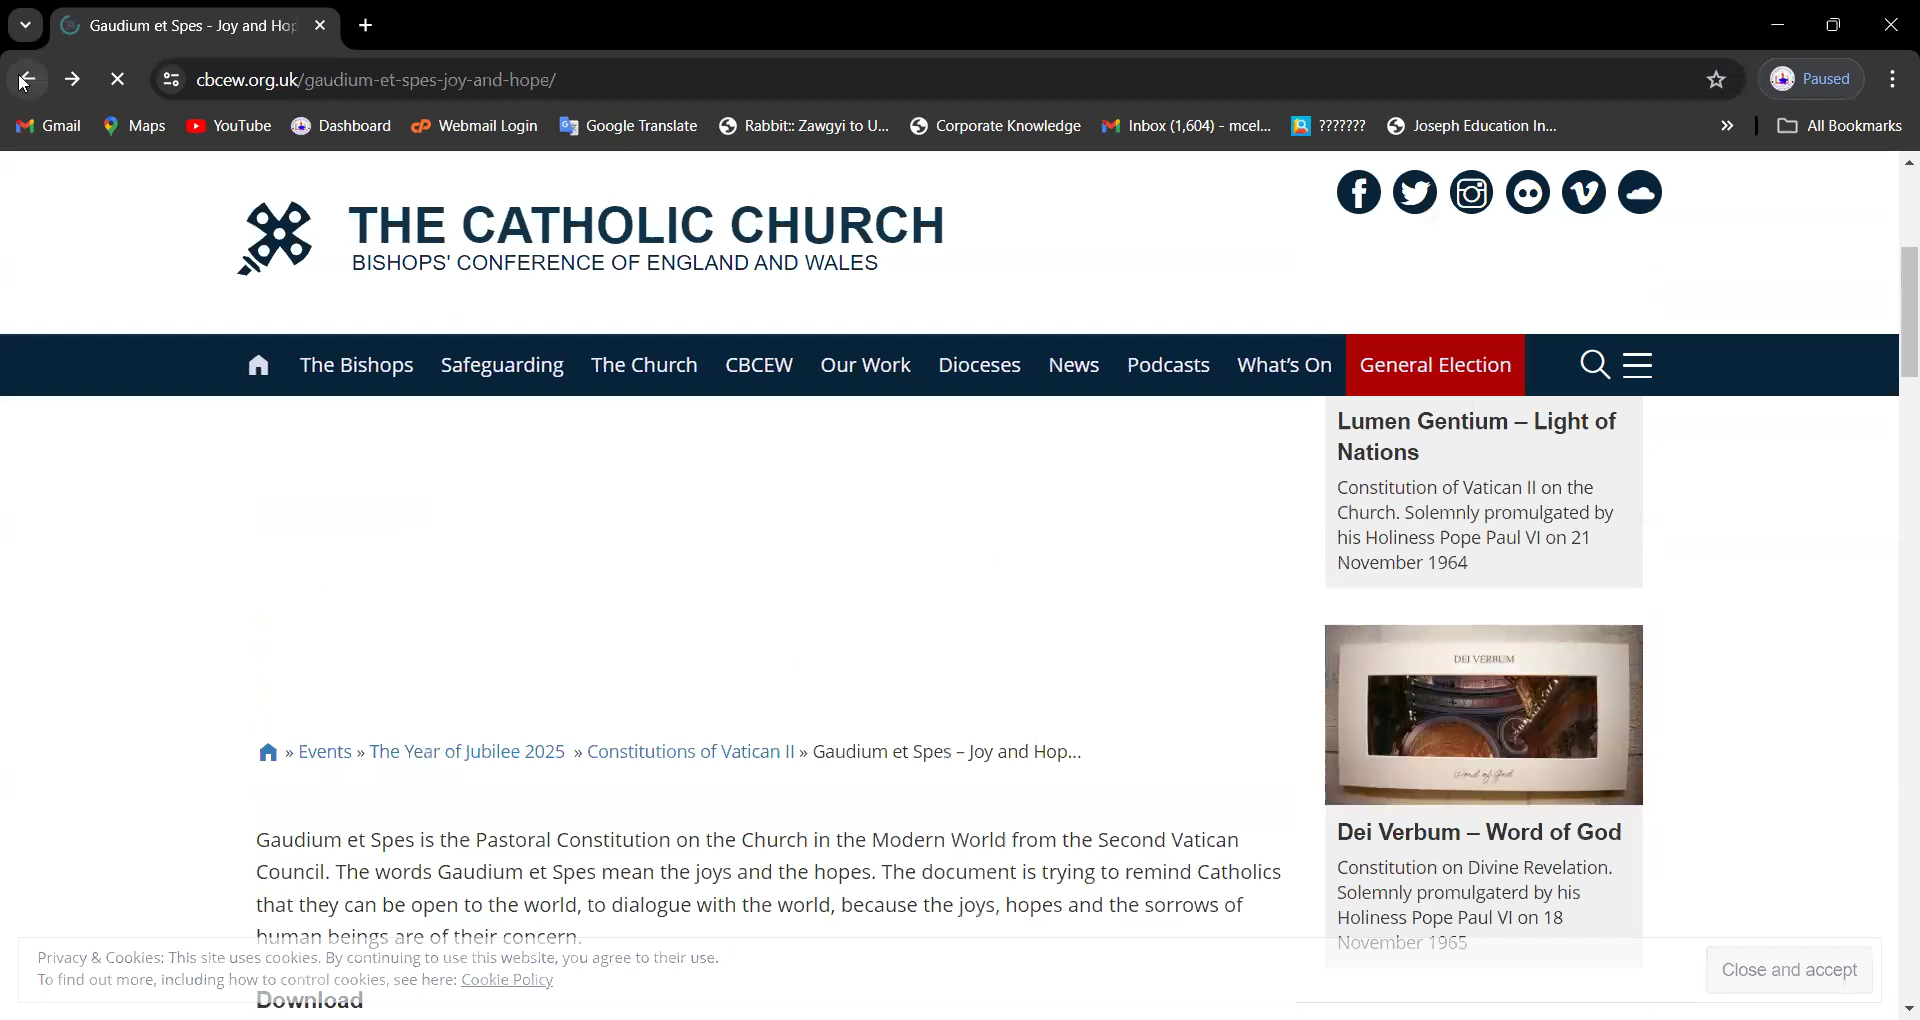 Gaudium et Spes - Joy and Hop
cbcew.org.uk/gaudium-et-spes-joy-and-hope/
Paused
Gmail
Maps
YouTube
Dashboard
Webmail Login
Google Translate
Rabbit:: Zawgyi to U...
Corporate Knowledge
Inbox (1,604) - mcel...
???????
Joseph Education In...
All Bookmarks
THE CATHOLIC CHURCH
BISHOPS' CONFERENCE OF ENGLAND AND WALES
The Bishops
Safeguarding
The Church
CBCEW
Our Work
Dioceses
News
Podcasts
What's On
General Election
Lumen Gentium – Light of
Nations
Constitution of Vatican II on the
Church. Solemnly promulgated by
his Holiness Pope Paul VI on 21
November 1964
DEI VERBUM
Word of God
» Events » The Year of Jubilee 2025 » Constitutions of Vatican II » Gaudium et Spes – Joy and Hop...
Gaudium et Spes is the Pastoral Constitution on the Church in the Modern World from the Second Vatican
Council. The words Gaudium et Spes mean the joys and the hopes. The document is trying to remind Catholics
that they can be open to the world, to dialogue with the world, because the joys, hopes and the sorrows of
human beings are of their concern.
Download
Dei Verbum – Word of God
Constitution on Divine Revelation.
Solemnly promulgaterd by his
Holiness Pope Paul VI on 18
November 1965
Privacy & Cookies: This site uses cookies. By continuing to use this website, you agree to their use.
To find out more, including how to control cookies, see here: Cookie Policy
Close and accept